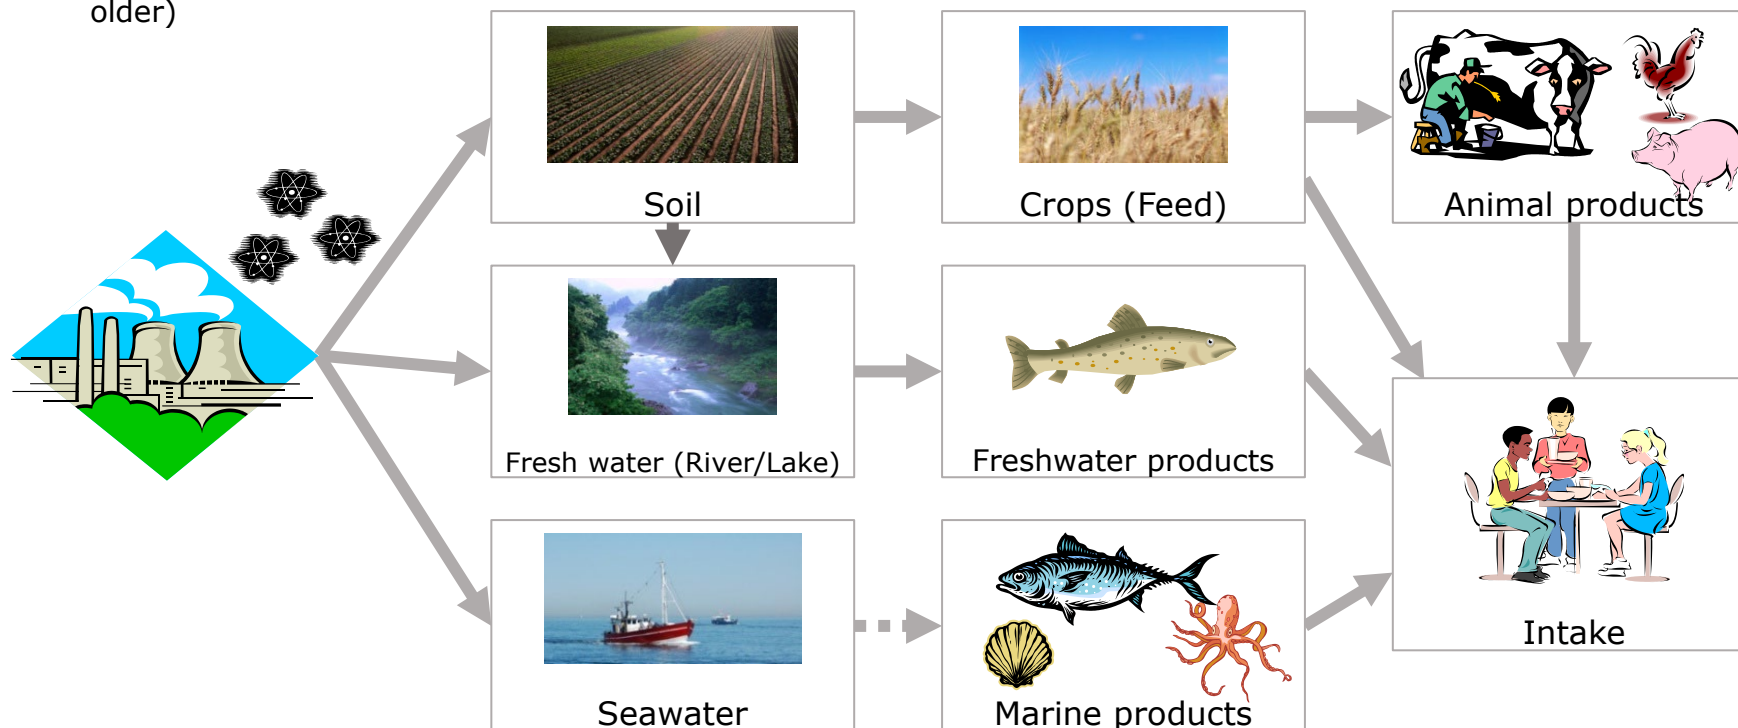 older)
Soil
Crops (Feed)
Animal products
Fresh water (River/Lake)
Freshwater products
Intake
Seawater
Marine products